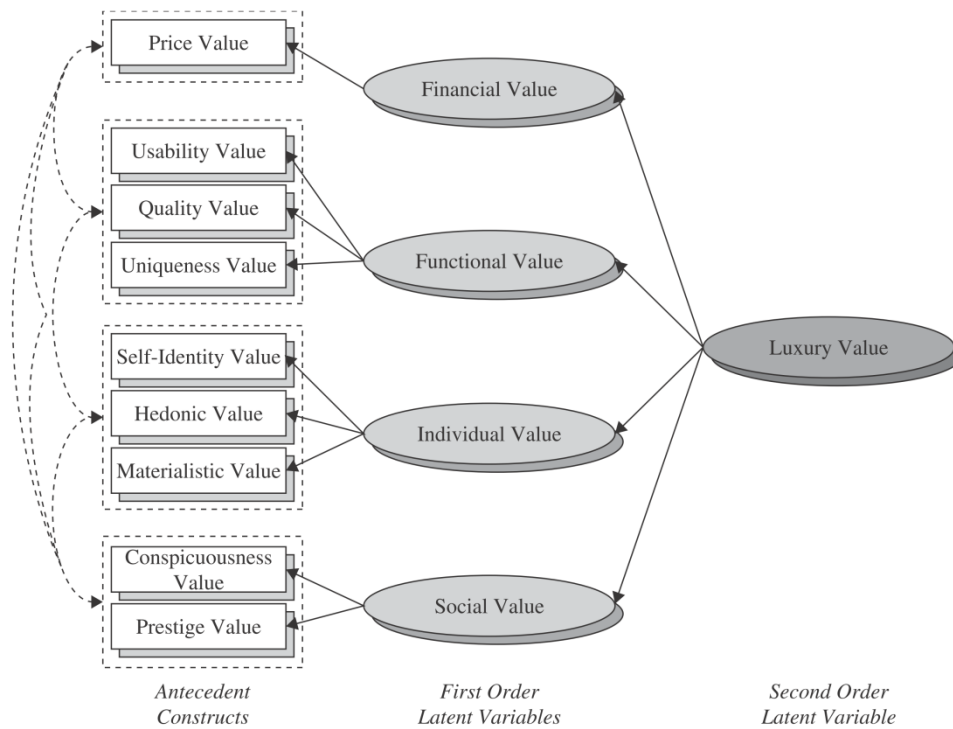 Price Value
Financial Value
Usability Value
Quality Value
Uniqueness Value
Functional Value
Self-Identity Value
Hedonic Value
Materialistic Value
Individual Value
Luxury Value
Conspicuousness
Value
Prestige Value
Social Value
Antecedent
Constructs
First Order
Latent Variables
Second Order
Latent Variable